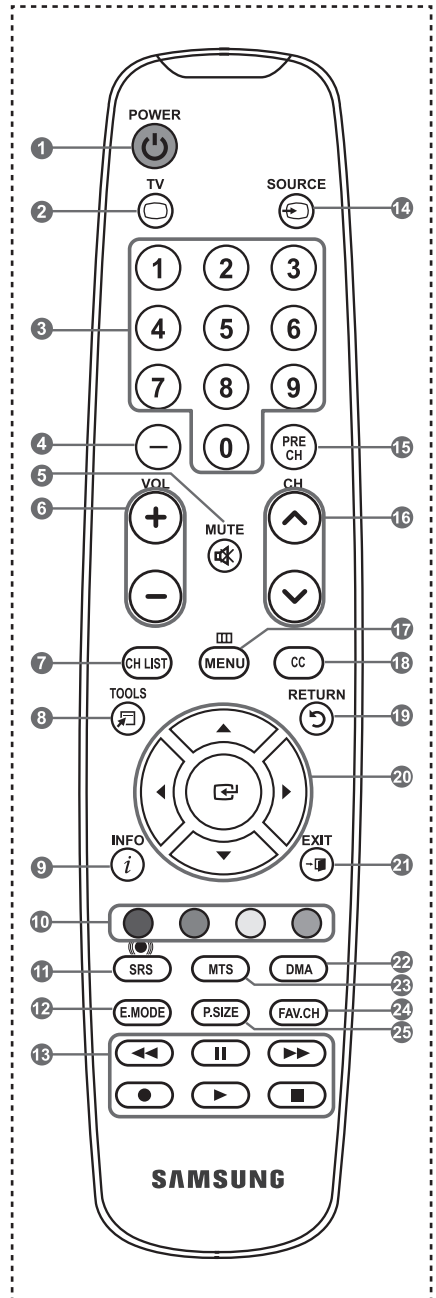 POWER
1
TV
SOURCE
2
14
1 2 3
3
4 5 6
7 8 9
4
–
0
PRE
CH
15
5
VOL
CH
6
+
MUTE
16
–
17
7
CH LIST
MENU
CC
18
TOOLS
RETURN
8
19
20
INFO
EXIT
9
i
21
10
11
SRS
MTS
DMA
22
23
12
E.MODE
P.SIZE
FAV.CH
24
25
13
SAMSUNG